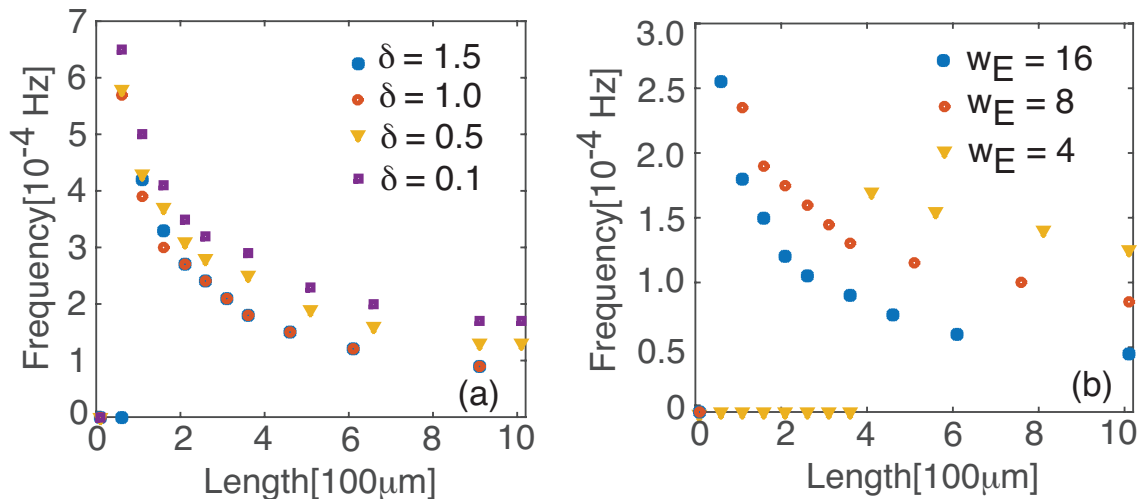 7
6
5
4
3
2
1
0
0
2
4
6
8
10
Frequency[10⁻⁴ Hz]
Length[100μm]
δ = 1.5
δ = 1.0
δ = 0.5
δ = 0.1
(a)
3.0
2.5
2.0
1.5
1.0
0.5
0
0
2
4
6
8
10
Frequency[10⁻⁴ Hz]
Length[100μm]
w_E = 16
w_E = 8
w_E = 4
(b)